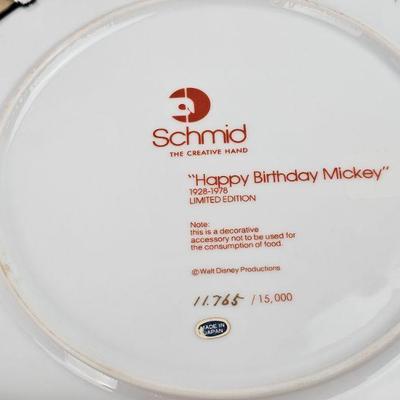 Schmid
THE CREATIVE HAND
"Happy Birthday Mickey"
1928-1978
LIMITED EDITION
Note:
this is a decorative
accessory not to be used for
the consumption of food.
© Walt Disney Productions
11.765 / 15,000
MADE IN
JAPAN